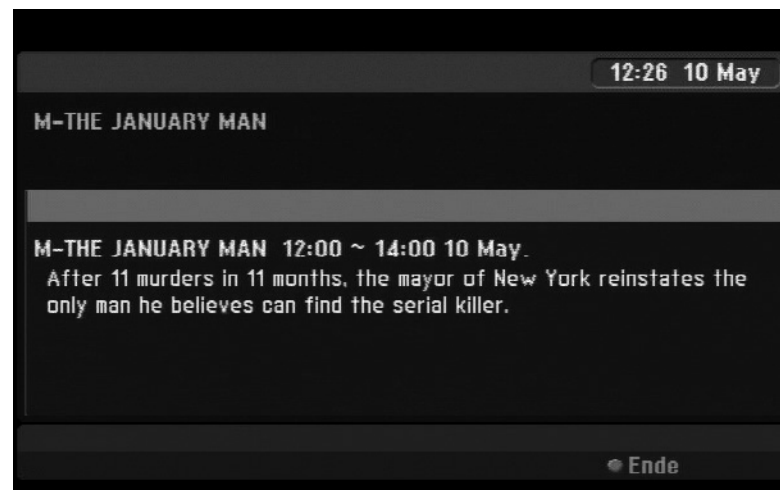 12:26 10 May
M-THE JANUARY MAN
M-THE JANUARY MAN 12:00 ~ 14:00 10 May.
After 11 murders in 11 months, the mayor of New York reinstates the
only man he believes can find the serial killer.
Ende